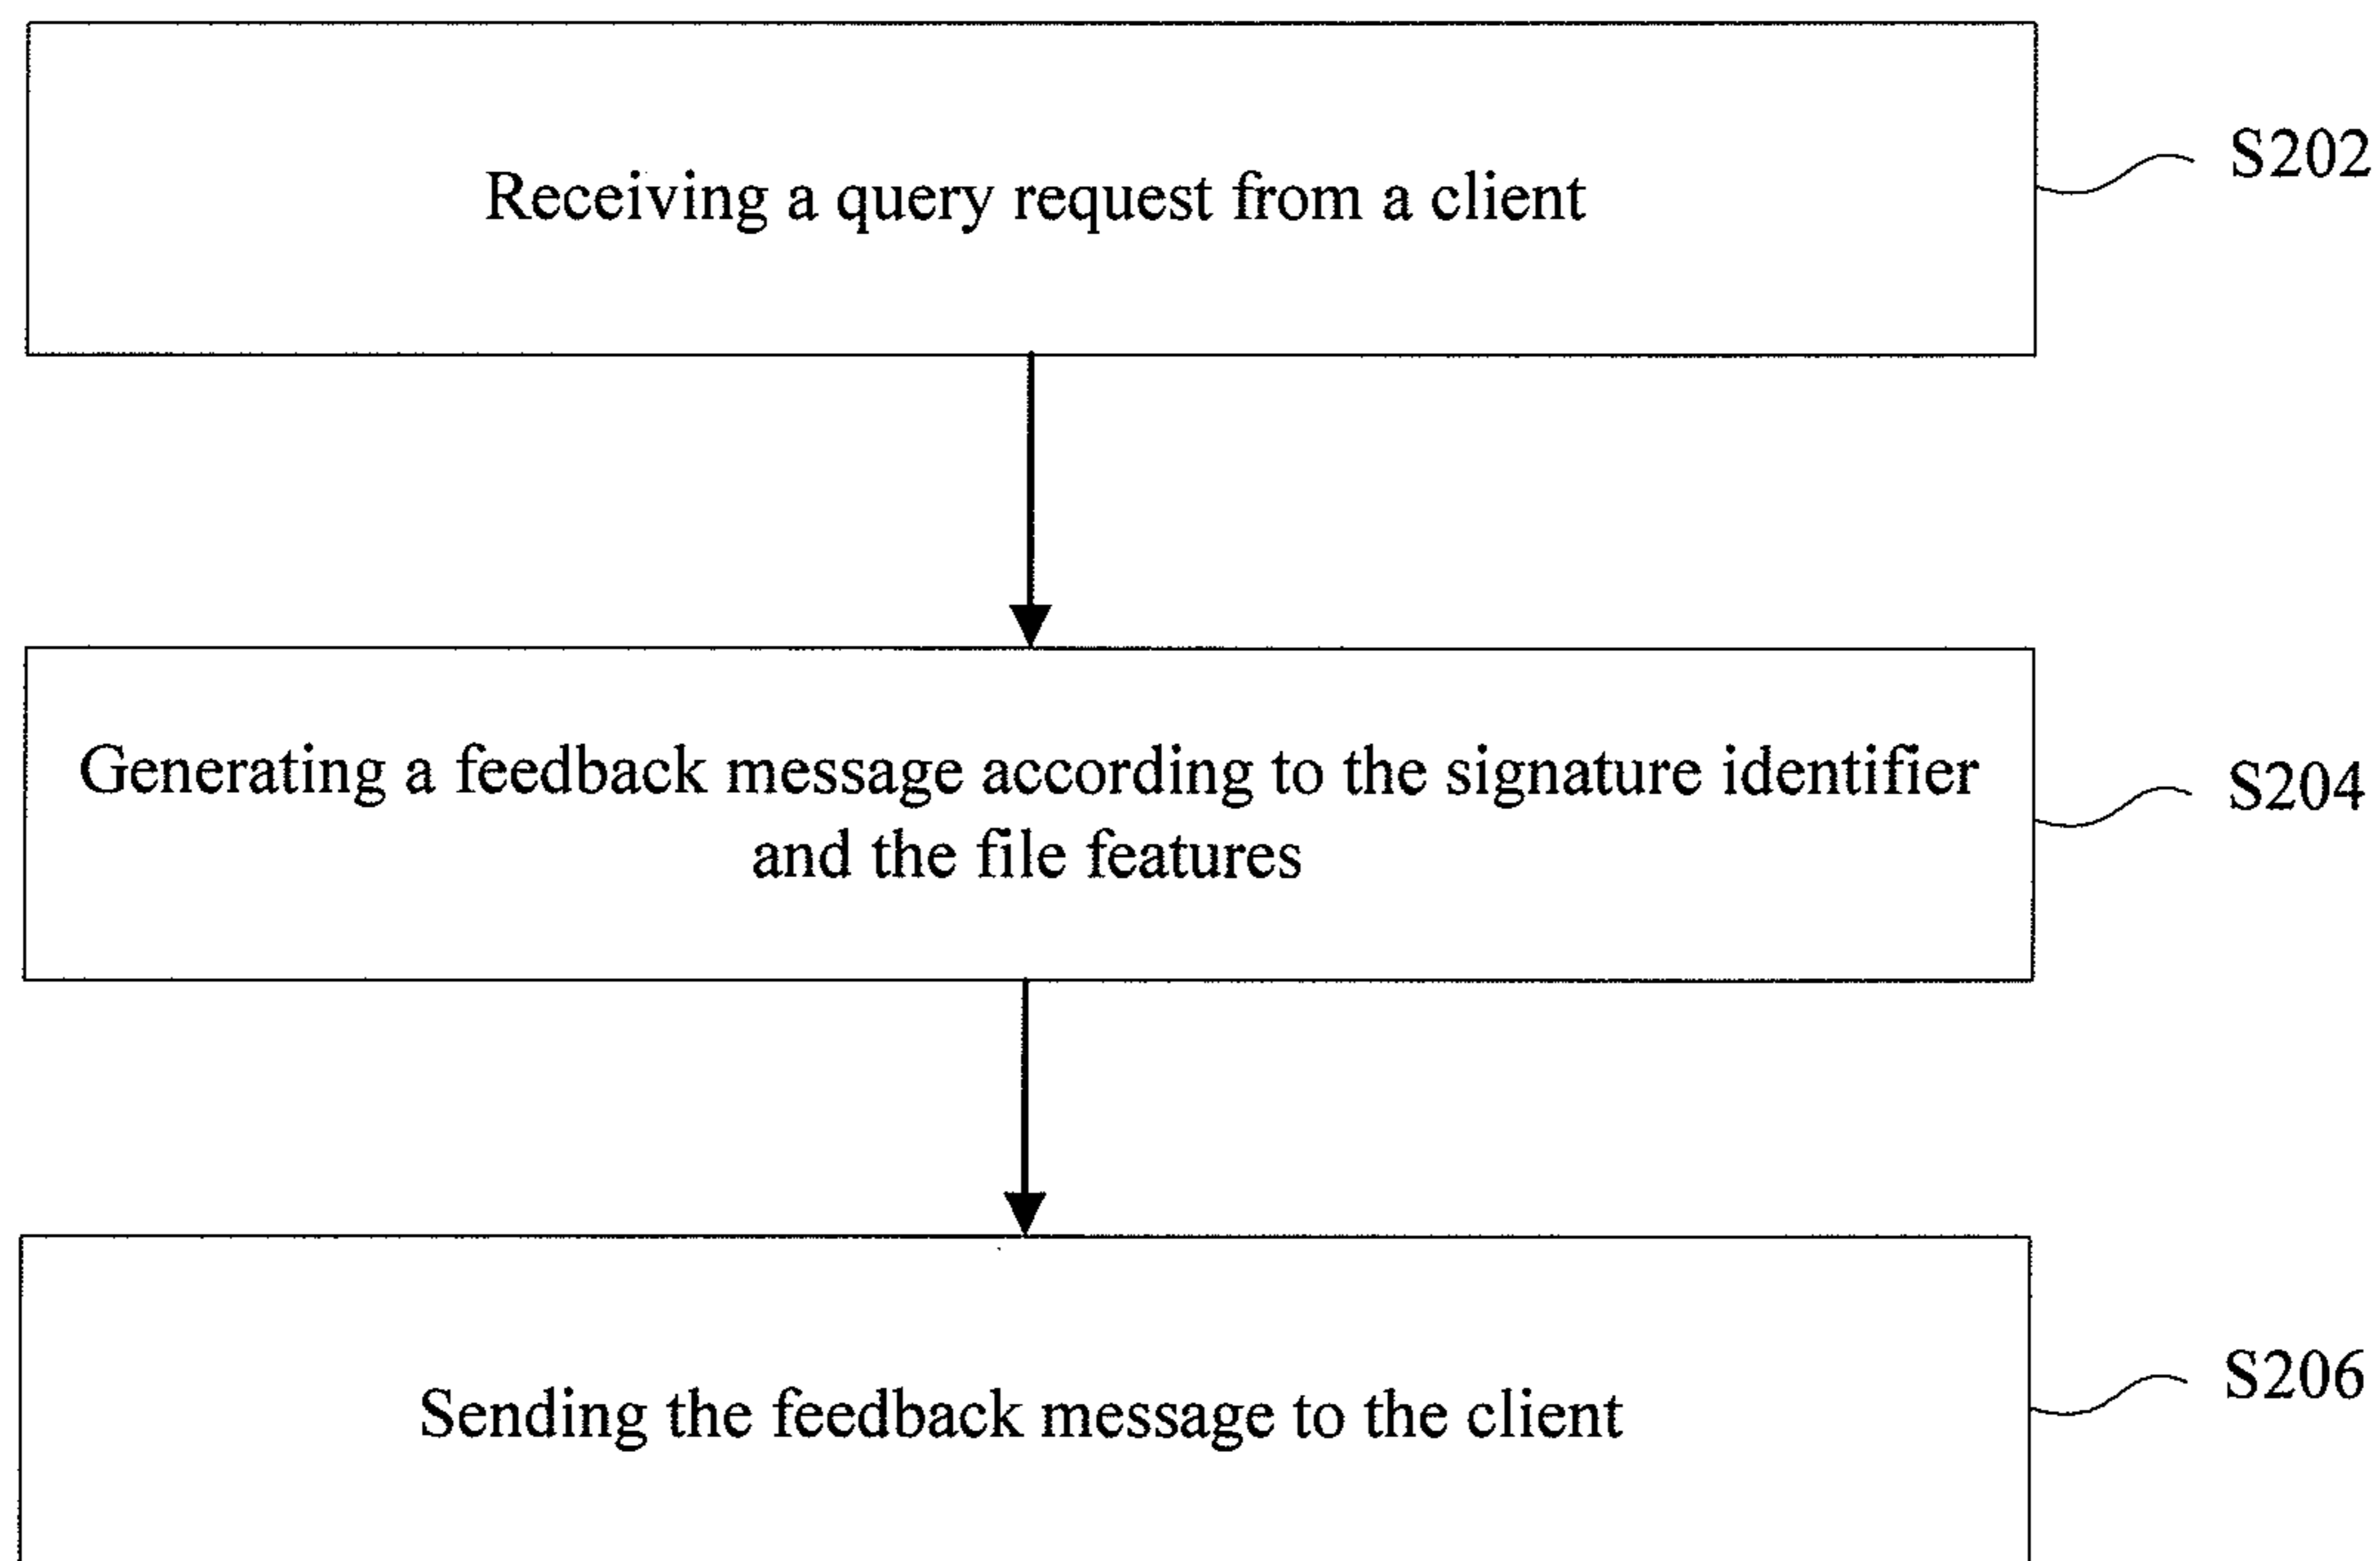 Receiving a query request from a client
S202
Generating a feedback message according to the signature identifier
and the file features
S204
Sending the feedback message to the client
S206